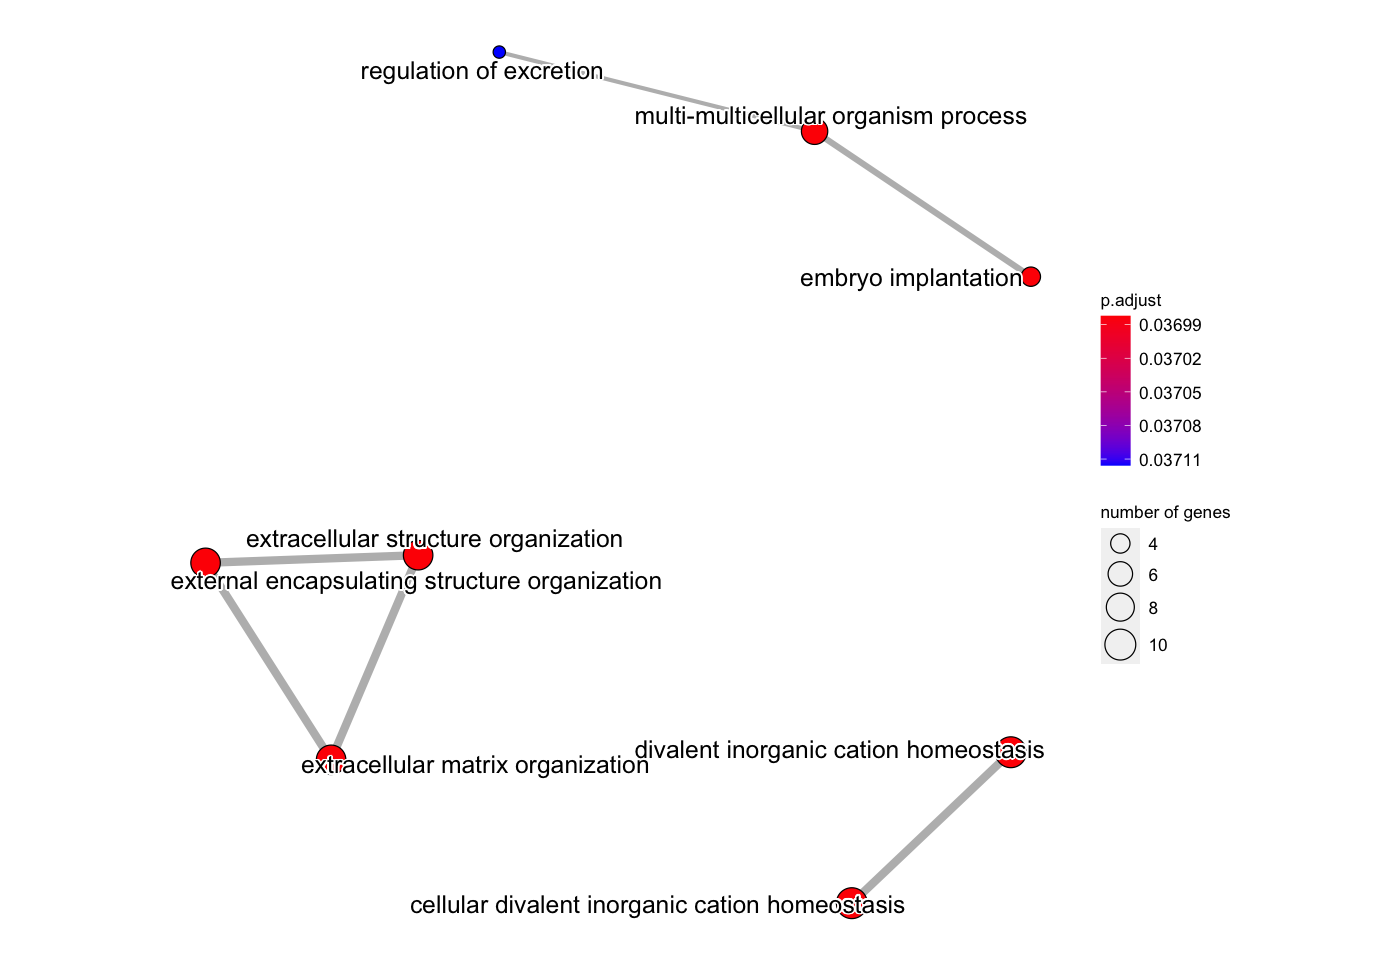 regulation of excretion
multi-multicellular organism process
embryo implantation
p.adjust
0.03699
0.03702
0.03705
0.03708
0.03711
number of genes
4
6
8
10
extracellular structure organization
external encapsulating structure organization
extracellular matrix organization
divalent inorganic cation homeostasis
cellular divalent inorganic cation homeostasis